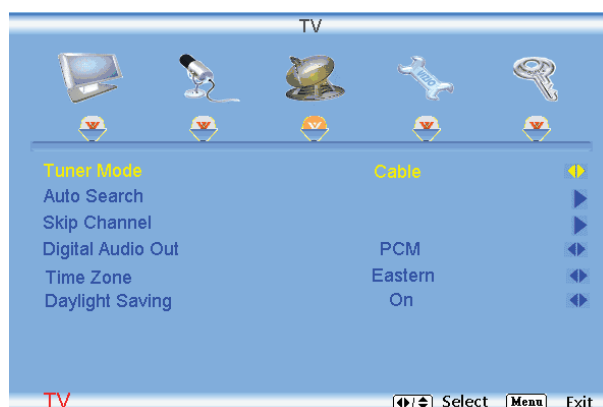 TV
VIZIO
Tuner Mode Cable
Auto Search
Skip Channel
Digital Audio Out PCM
Time Zone Eastern
Daylight Saving On
TV Select Menu Exit